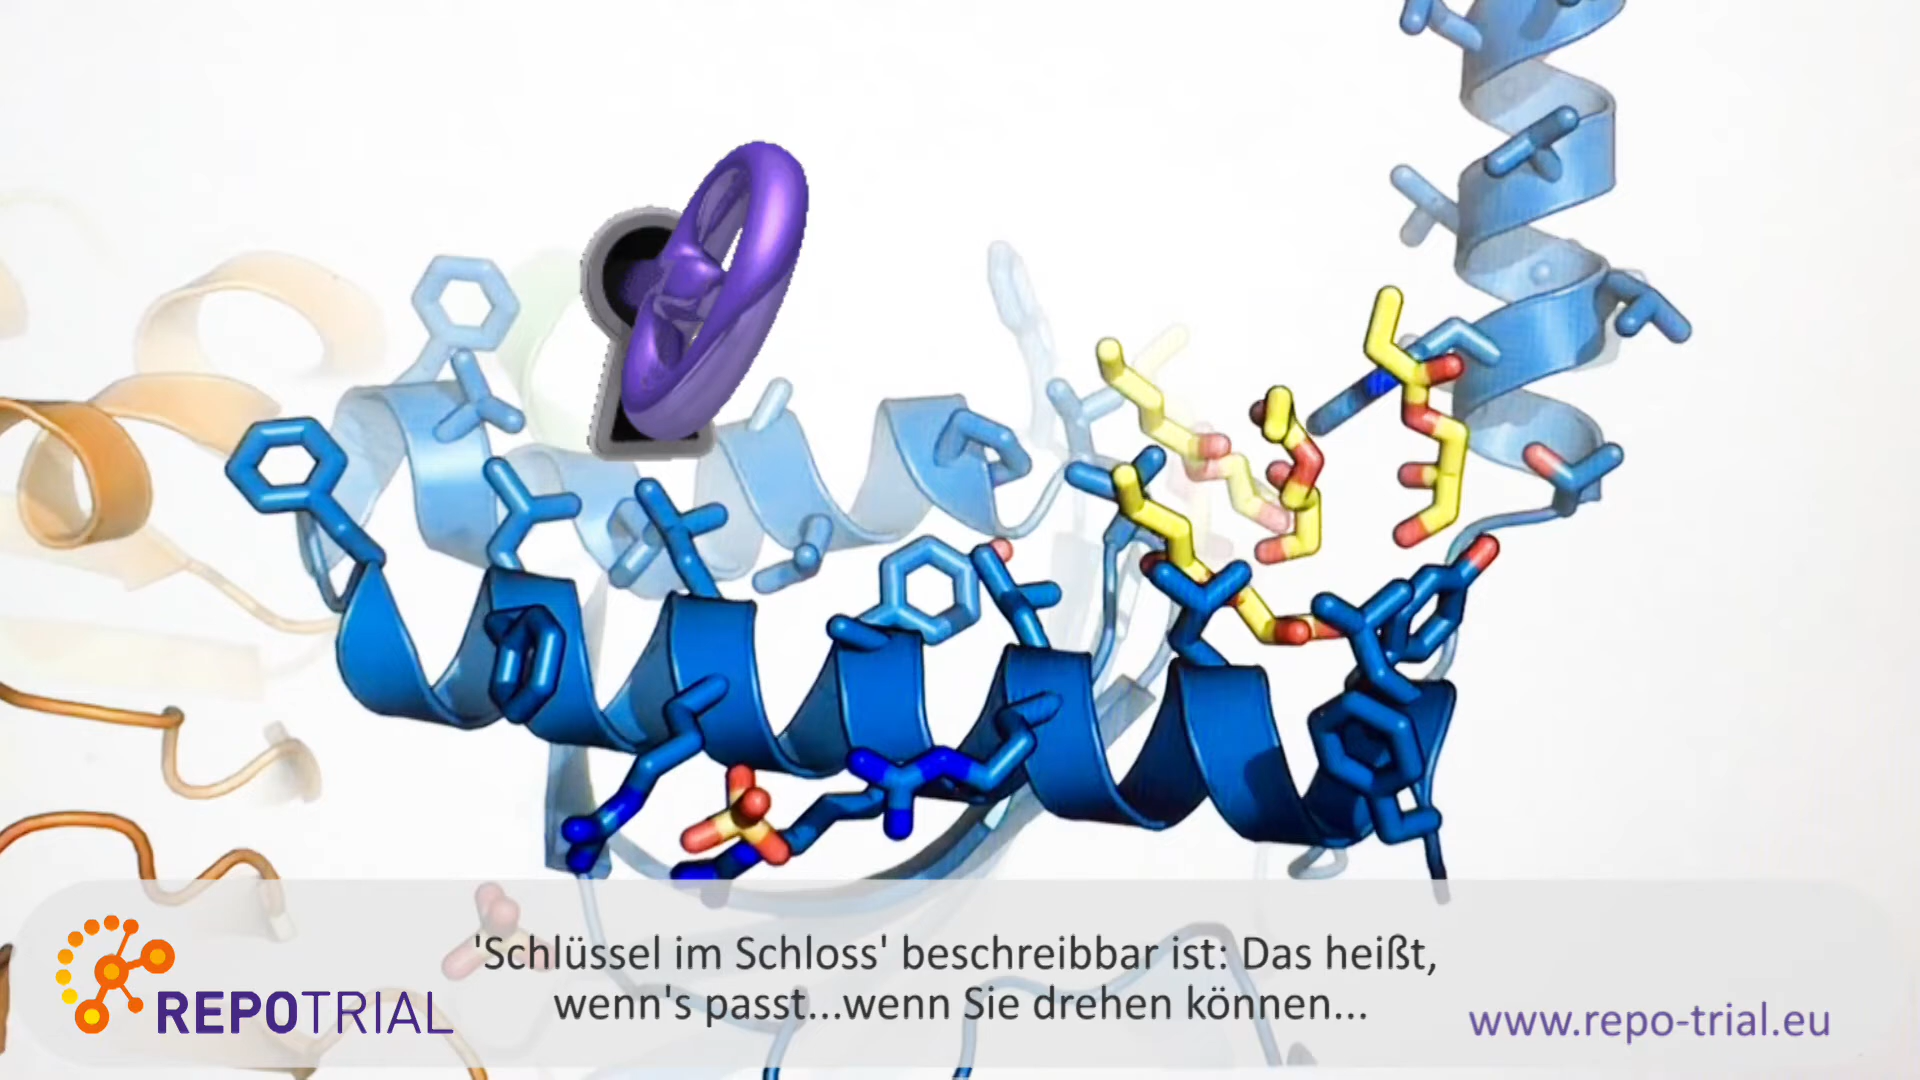 'Schlüssel im Schloss' beschreibbar ist: Das heißt,
wenn's passt...wenn Sie drehen können...
REPOTRIAL
www.repo-trial.eu